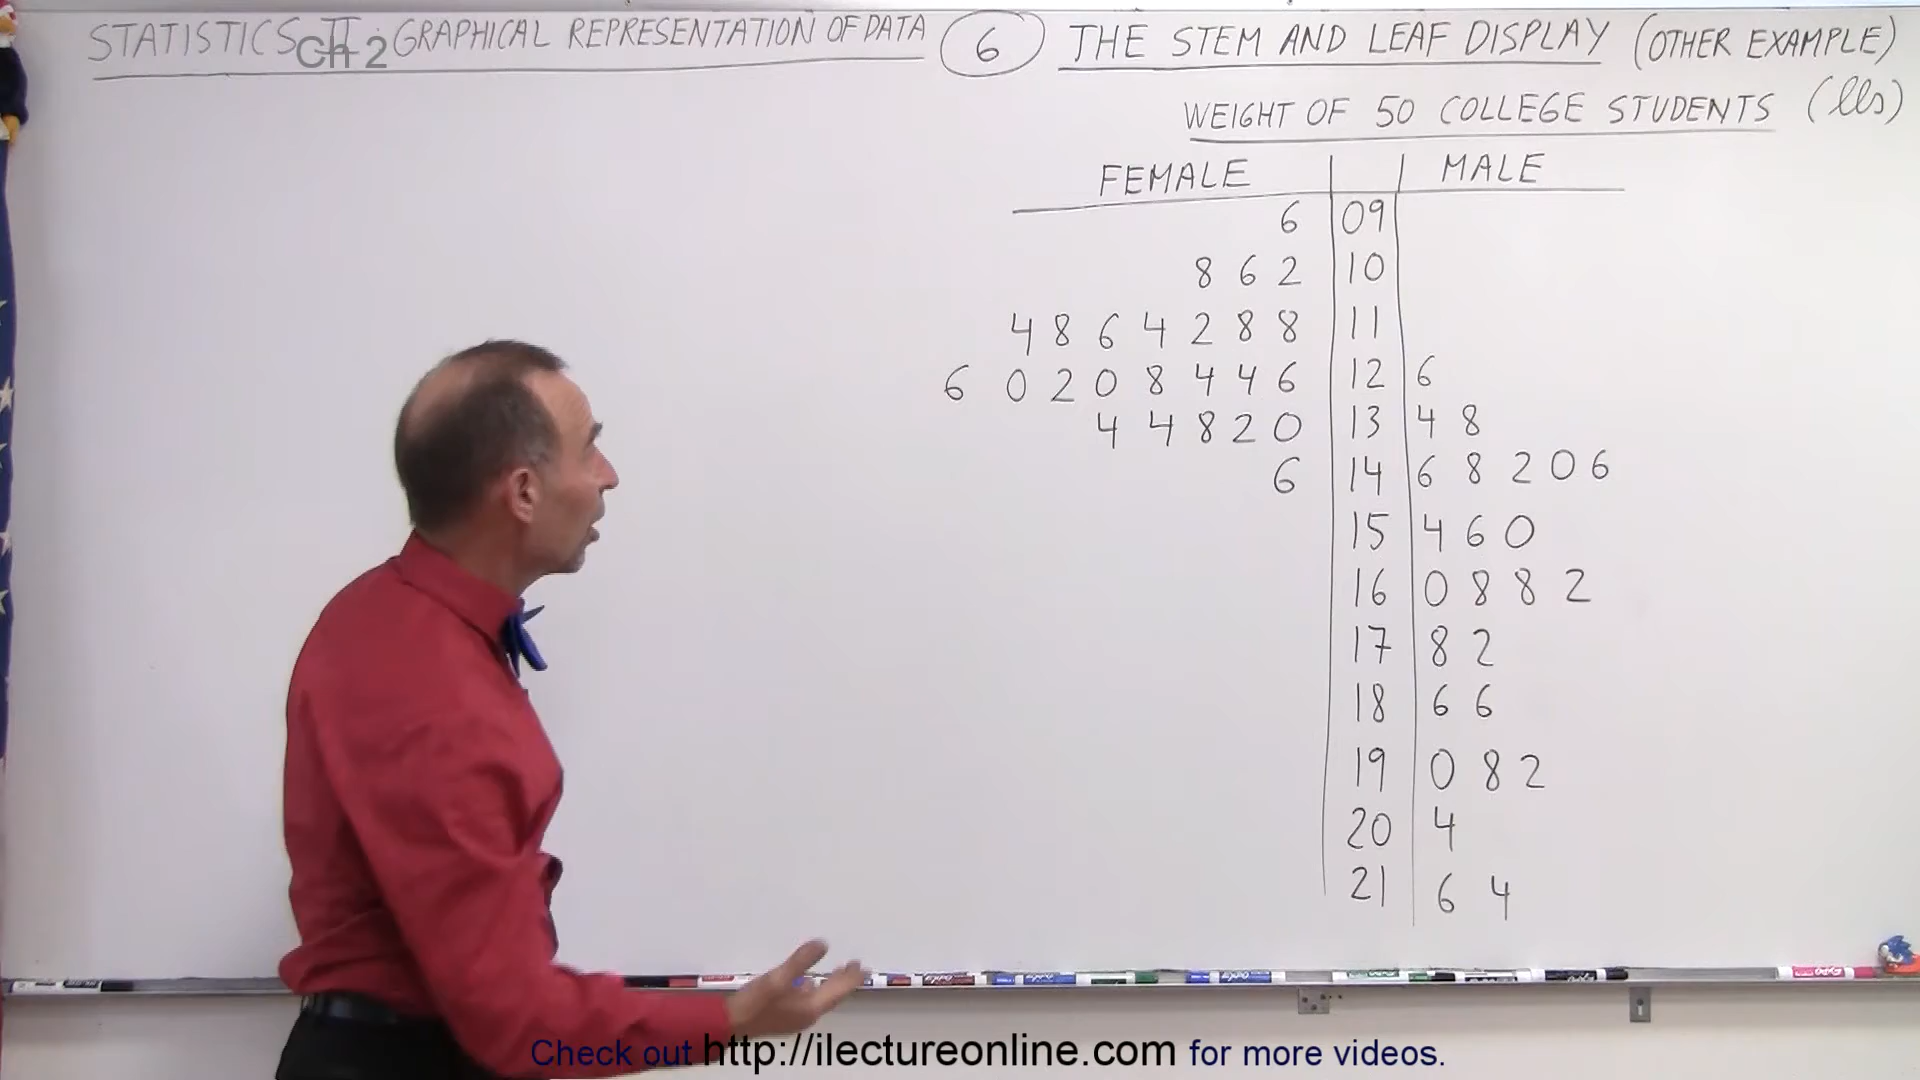 STATISTICS Ch 2 : GRAPHICAL REPRESENTATION OF DATA 6 THE STEM AND LEAF DISPLAY (OTHER EXAMPLE)
WEIGHT OF 50 COLLEGE STUDENTS (lbs)
FEMALE MALE
6 09
8 6 2 10
4 8 6 4 2 8 8 11
6 0 2 0 8 4 4 6 12 6
4 4 8 2 0 13 4 8
6 14 6 8 2 0 6
15 4 6 0
16 0 8 8 2
17 8 2
18 6 6
19 0 8 2
20 4
21 6 4
Check out http://ilectureonline.com for more videos.